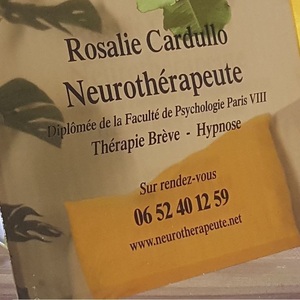 Rosalie Cardullo
Neurothérapeute
Diplômée de la Faculté de Psychologie Paris VIII
Thérapie Brève - Hypnose
Sur rendez-vous
06 52 40 12 59
www.neurotherapeute.net